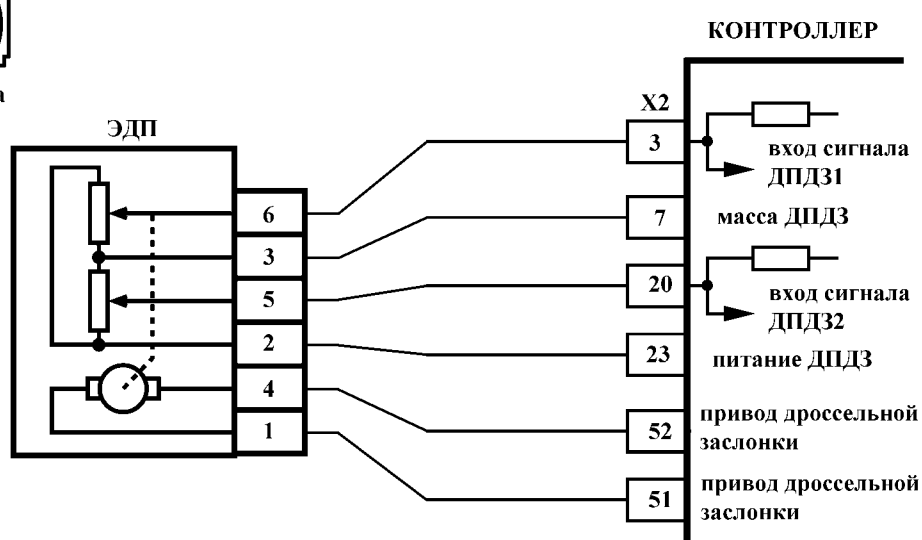 КОНТРОЛЛЕР
а
ЭДП
X2
6
3
5
2
4
1
3
вход сигнала
ДПДЗ1
7
масса ДПДЗ
20
вход сигнала
ДПДЗ2
23
питание ДПДЗ
52
привод дроссельной
заслонки
51
привод дроссельной
заслонки